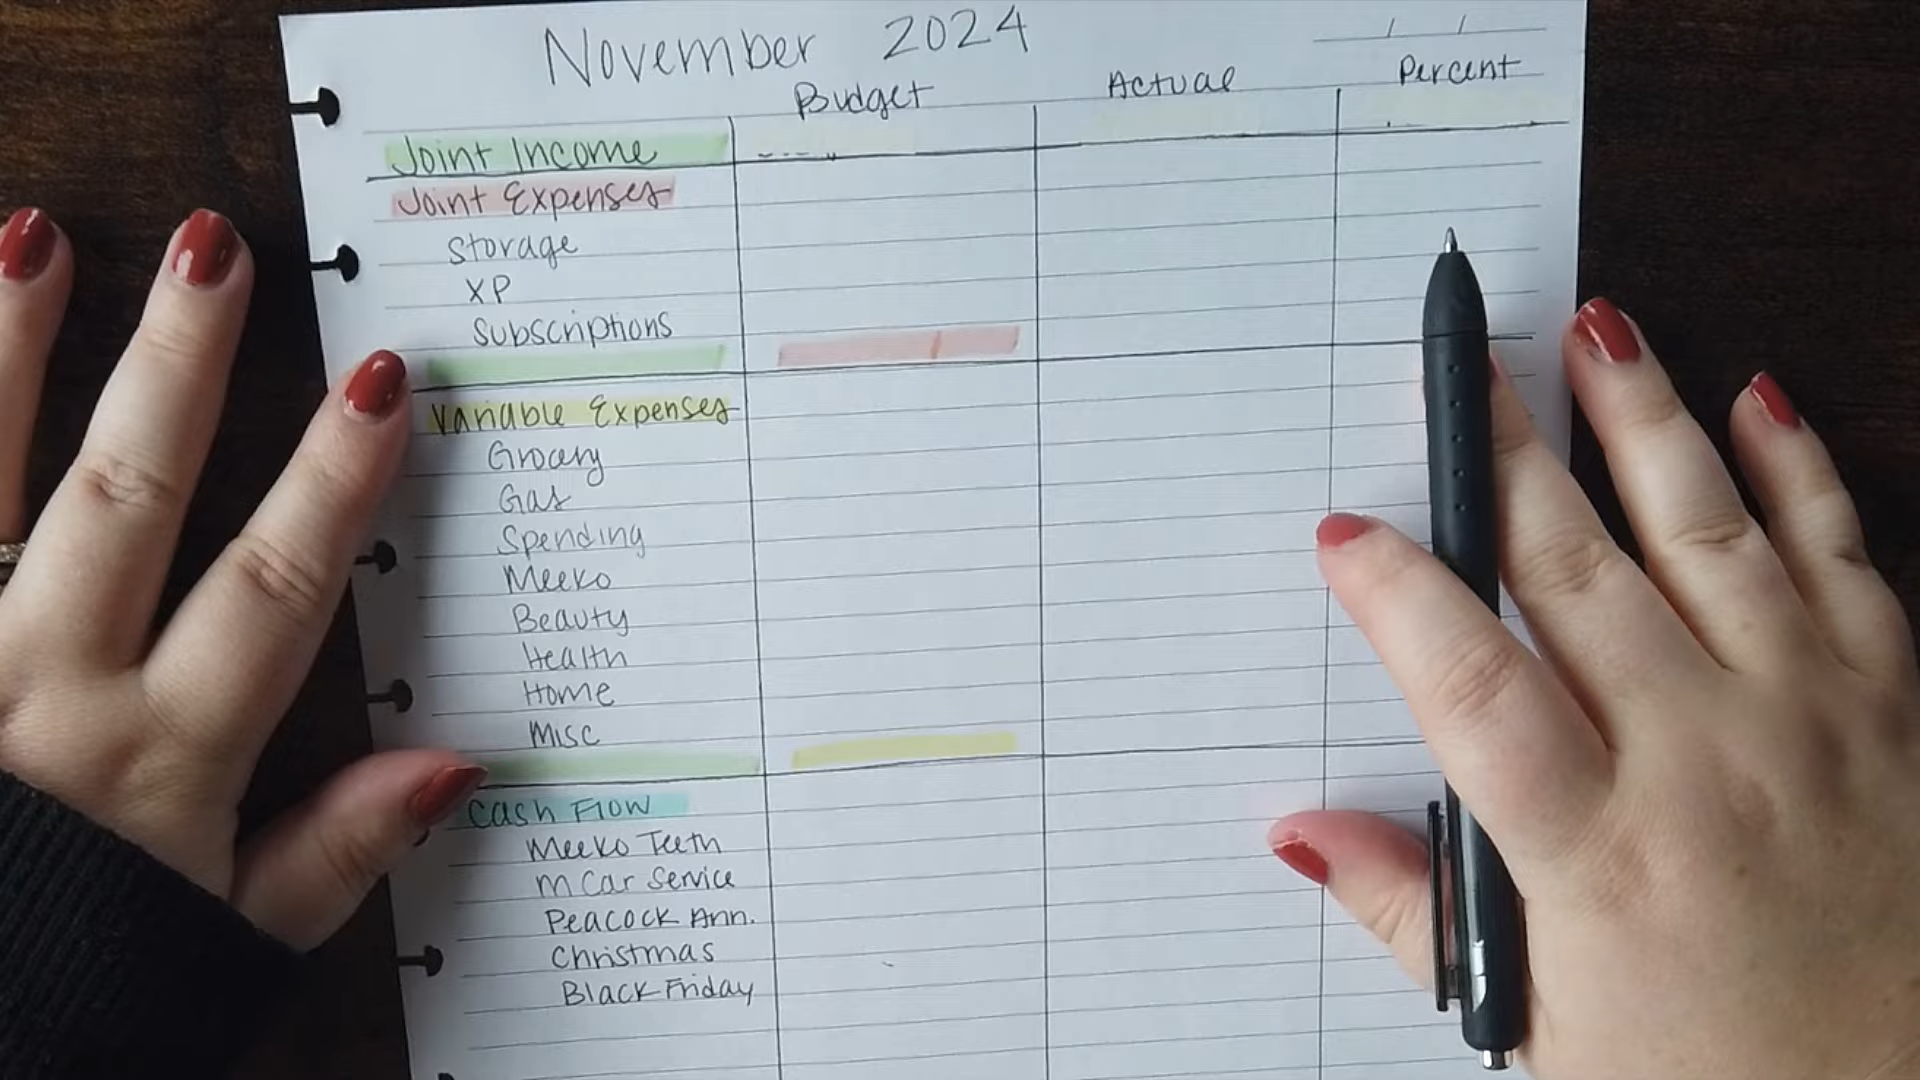 November 2024
Budget Actual Percent
Joint Income
Joint Expenses
Storage
XP
Subscriptions
Variable Expenses
Grocery
Gas
Spending
Meeko
Beauty
Health
Home
Misc
Cash Flow
Meeko Teeth
M Car Service
Peacock Ann.
Christmas
Black Friday